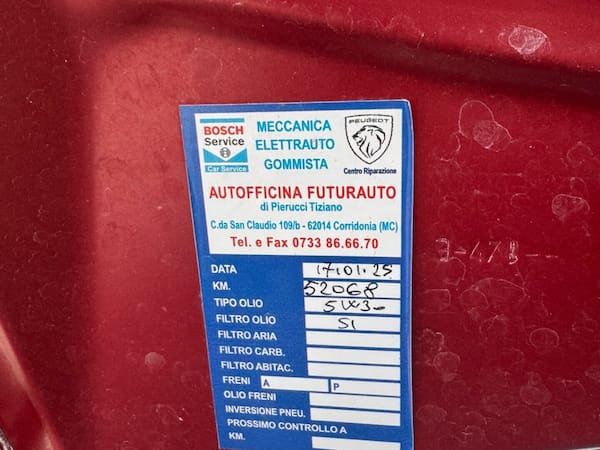 BOSCH
Service
Car Service
MECCANICA
ELETTRAUTO
GOMMISTA
PEUGEOT
Centro Riparazione
AUTOFFICINA FUTURAUTO
di Pierucci Tiziano
C.da San Claudio 109/b - 62014 Corridonia (MC)
Tel. e Fax 0733 86.66.70
DATA 17.01.25
KM. 52068
TIPO OLIO 5W3-
FILTRO OLIO SI
FILTRO ARIA
FILTRO CARB.
FILTRO ABITAC.
FRENI A P
OLIO FRENI
INVERSIONE PNEU.
PROSSIMO CONTROLLO A
KM.